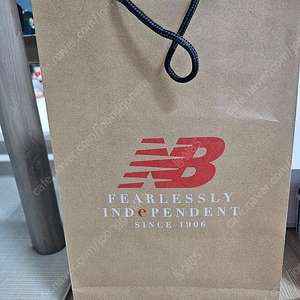 NB
FEARLESSLY
INDePENDENT
SINCE 1906